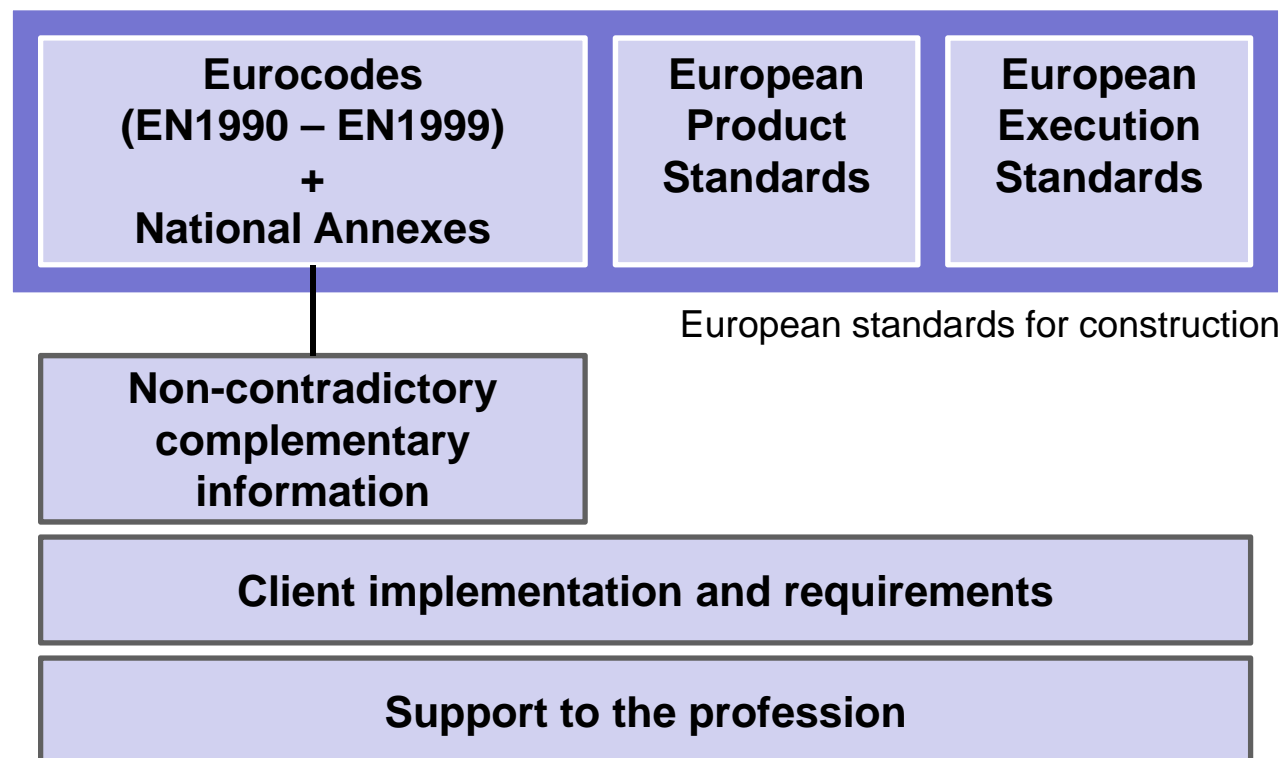 Eurocodes
(EN1990 – EN1999)
+
National Annexes
European
Product
Standards
European
Execution
Standards
European standards for construction
Non-contradictory
complementary
information
Client implementation and requirements
Support to the profession